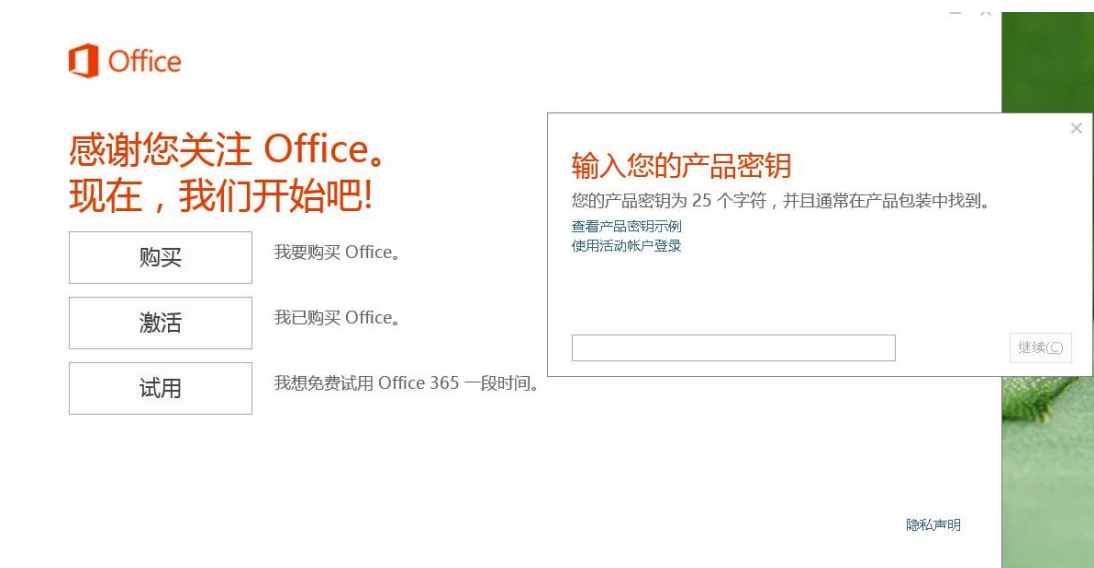 Office
感谢您关注 Office。
现在，我们开始吧!
购买
我要购买 Office。
激活
我已购买 Office。
试用
我想免费试用 Office 365 一段时间。
输入您的产品密钥
您的产品密钥为 25 个字符，并且通常在产品包装中找到。
查看产品密钥示例
使用活动帐户登录
继续(C)
隐私声明